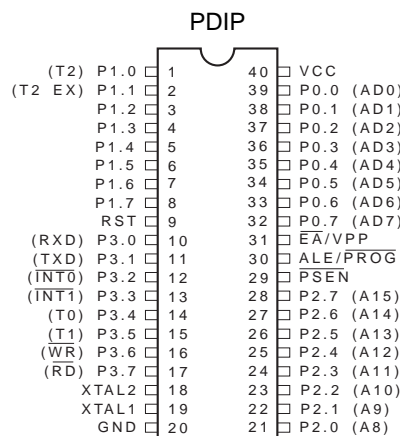 PDIP
(T2) P1.0 1 40 VCC
(T2 EX) P1.1 2 39 P0.0 (AD0)
P1.2 3 38 P0.1 (AD1)
P1.3 4 37 P0.2 (AD2)
P1.4 5 36 P0.3 (AD3)
P1.5 6 35 P0.4 (AD4)
P1.6 7 34 P0.5 (AD5)
P1.7 8 33 P0.6 (AD6)
RST 9 32 P0.7 (AD7)
(RXD) P3.0 10 31 E̅A̅/VPP
(TXD) P3.1 11 30 ALE/P̅R̅O̅G̅
(I̅N̅T̅0̅) P3.2 12 29 P̅S̅E̅N̅
(I̅N̅T̅1̅) P3.3 13 28 P2.7 (A15)
(T0) P3.4 14 27 P2.6 (A14)
(T1) P3.5 15 26 P2.5 (A13)
(W̅R̅) P3.6 16 25 P2.4 (A12)
(R̅D̅) P3.7 17 24 P2.3 (A11)
XTAL2 18 23 P2.2 (A10)
XTAL1 19 22 P2.1 (A9)
GND 20 21 P2.0 (A8)